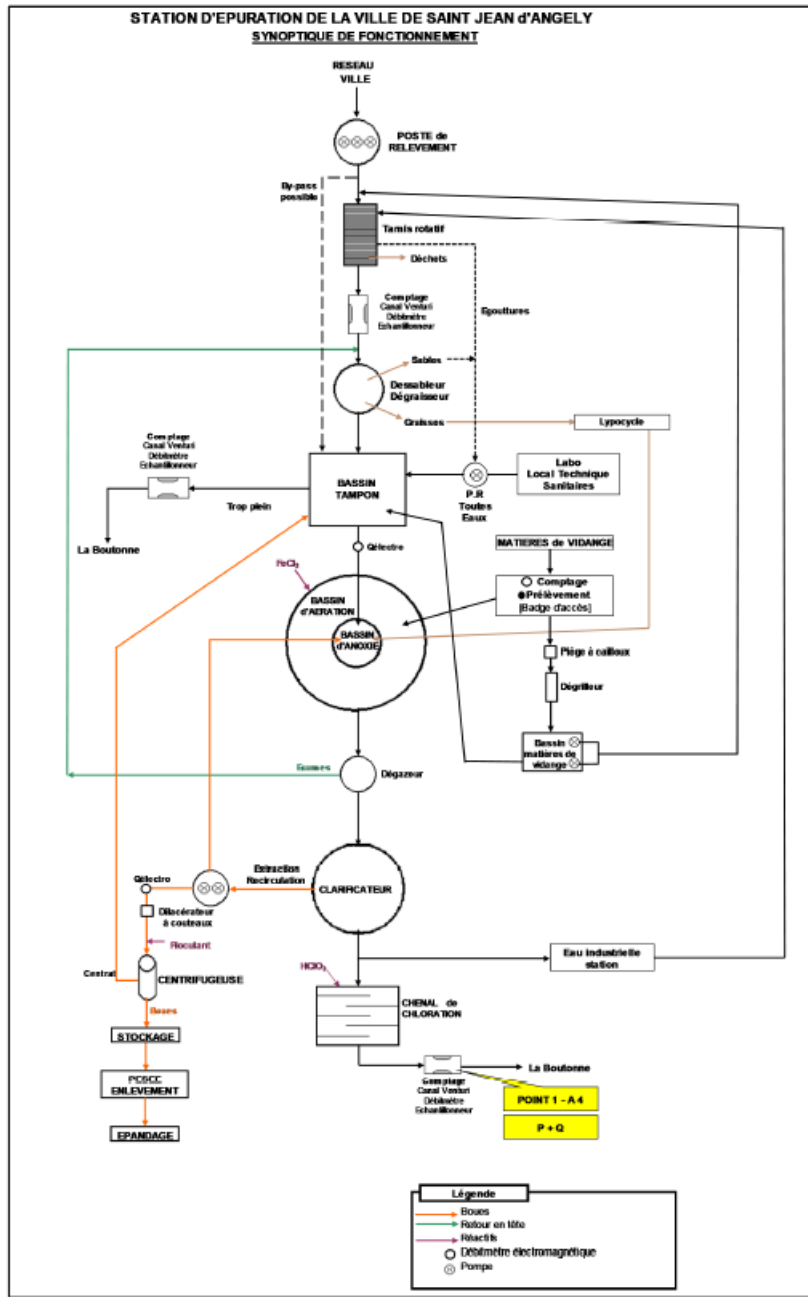 STATION D'EPURATION DE LA VILLE DE SAINT JEAN d'ANGELY
SYNOPTIQUE DE FONCTIONNEMENT
RESEAU
VILLE
POSTE de
RELEVEMENT
By-pass
possible
Tamis rotatif
Déchets
Comptage
Canal Venturi
Débitmètre
Echantillonneur
Egouttures
Sables
Dessableur
Dégraisseur
Graisses
Lypocycle
Comptage
Canal Venturi
Débitmètre
Echantillonneur
BASSIN
TAMPON
Labo
Local Technique
Sanitaires
P.R
Toutes
Eaux
Trop plein
La Boutonne
Qélectro
MATIERES de VIDANGE
FeCl3
BASSIN
d'AERATION
BASSIN
d'ANOXIE
Comptage
Prélèvement
[Badge d'accès]
Piège à cailloux
Dégrilleur
Bassin
matières de
vidange
Ecumes
Dégazeur
Extraction
Recirculation
CLARIFICATEUR
Qélectro
Dilacérateur
à couteaux
Floculant
Centrat
CENTRIFUGEUSE
Boues
Eau industrielle
station
HClO3
CHENAL de
CHLORATION
STOCKAGE
ENLEVEMENT
EPANDAGE
La Boutonne
Comptage
Canal Venturi
Débitmètre
Echantillonneur
POINT 1 - A 4
P + Q
Légende
Boues
Retour en tête
Réactifs
Débitmètre électromagnétique
Pompe